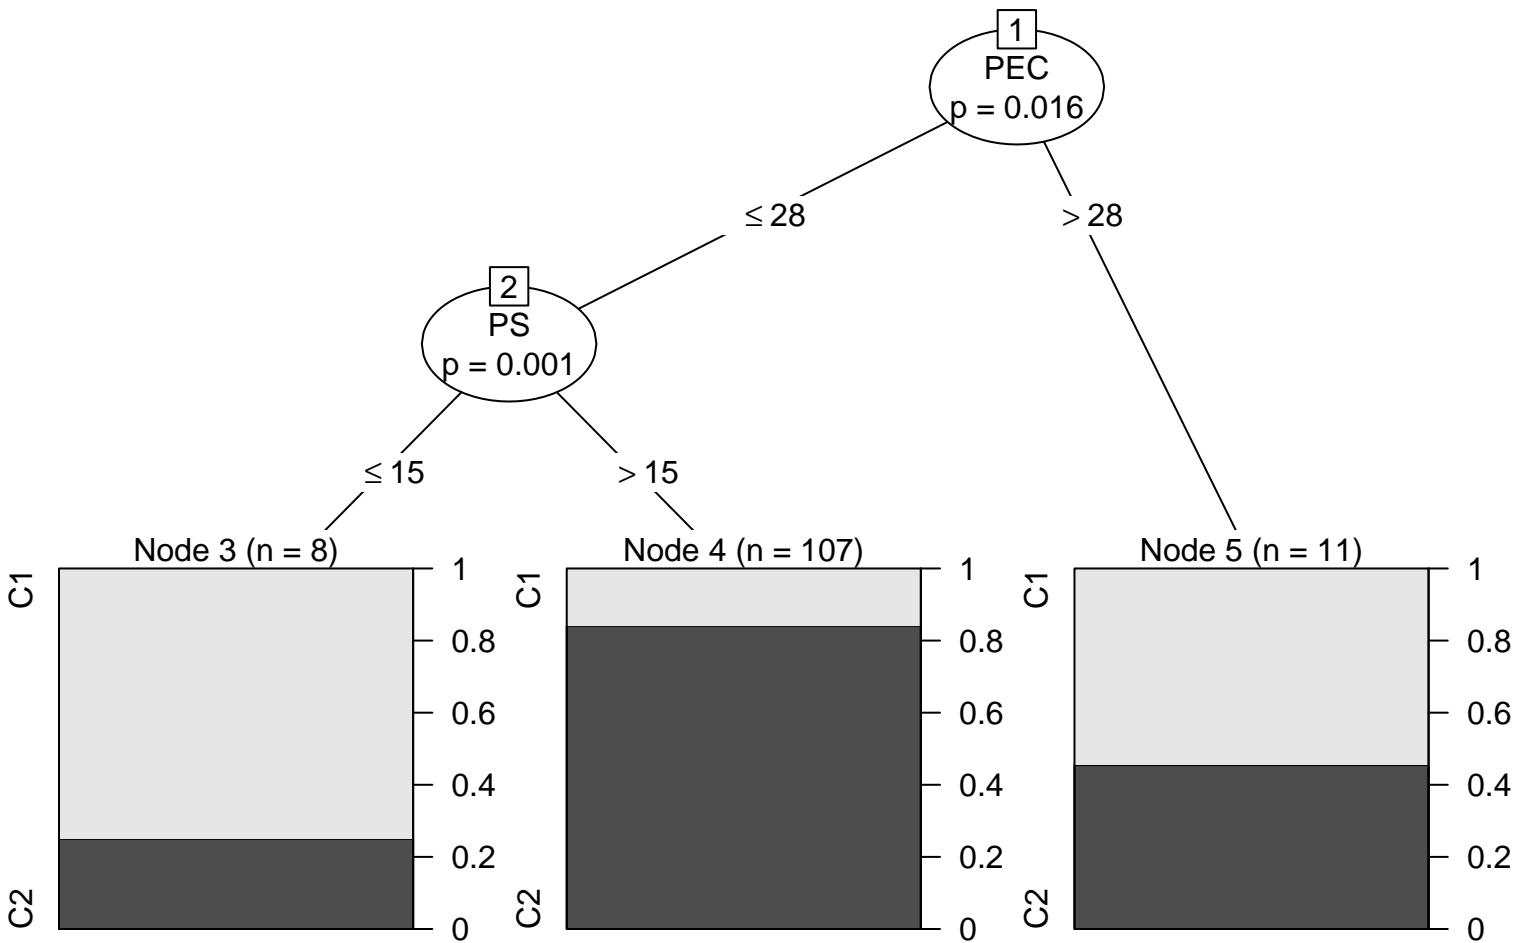 1
PEC
p = 0.016
≤ 28
> 28
2
PS
p = 0.001
≤ 15
> 15
Node 3 (n = 8)
C1
C2
1
0.8
0.6
0.4
0.2
0
Node 4 (n = 107)
C1
C2
1
0.8
0.6
0.4
0.2
0
Node 5 (n = 11)
C1
C2
1
0.8
0.6
0.4
0.2
0